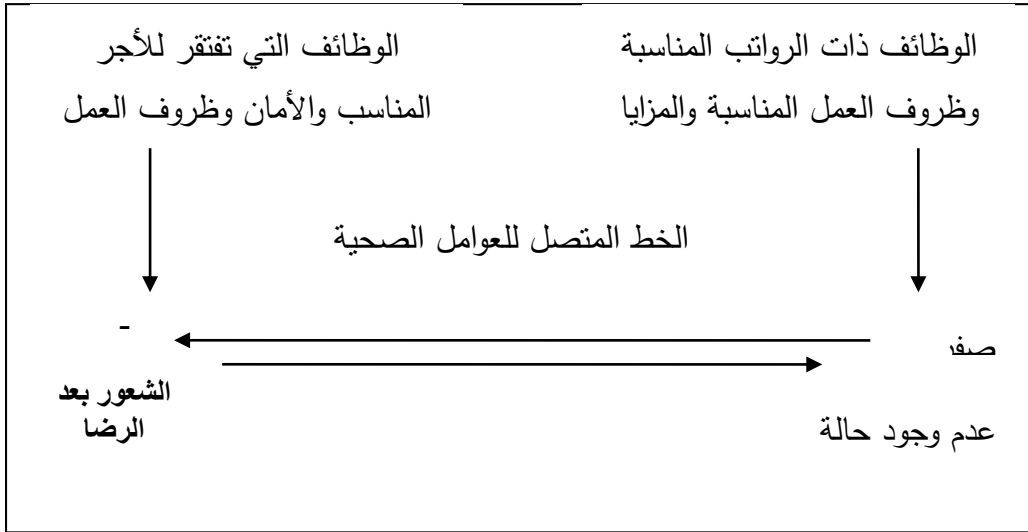 الوظائف ذات الرواتب المناسبة
وظروف العمل المناسبة والمزايا
الوظائف التي تفتقر للأجر
المناسب والأمان وظروف العمل
الخط المتصل للعوامل الصحية
صفر
-
عدم وجود حالة
الشعور بعد
الرضا